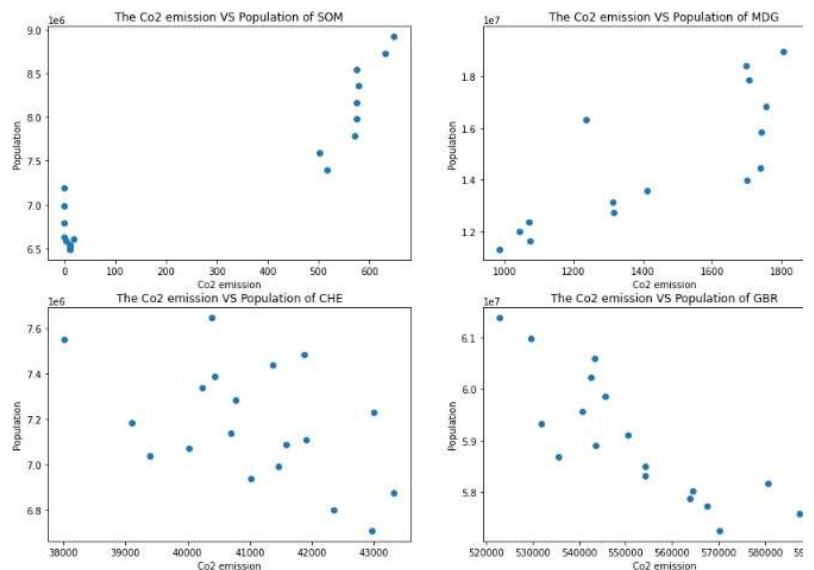 The Co2 emission VS Population of SOM
1e6
9.0
8.5
8.0
7.5
7.0
6.5
Population
0 100 200 300 400 500 600
Co2 emission
The Co2 emission VS Population of MDG
1e7
1.8
1.6
1.4
1.2
Population
1000 1200 1400 1600 1800
Co2 emission
The Co2 emission VS Population of CHE
1e6
7.6
7.4
7.2
7.0
6.8
Population
38000 39000 40000 41000 42000 43000
Co2 emission
The Co2 emission VS Population of GBR
1e7
6.1
6.0
5.9
5.8
Population
520000 530000 540000 550000 560000 570000 580000 590
Co2 emission